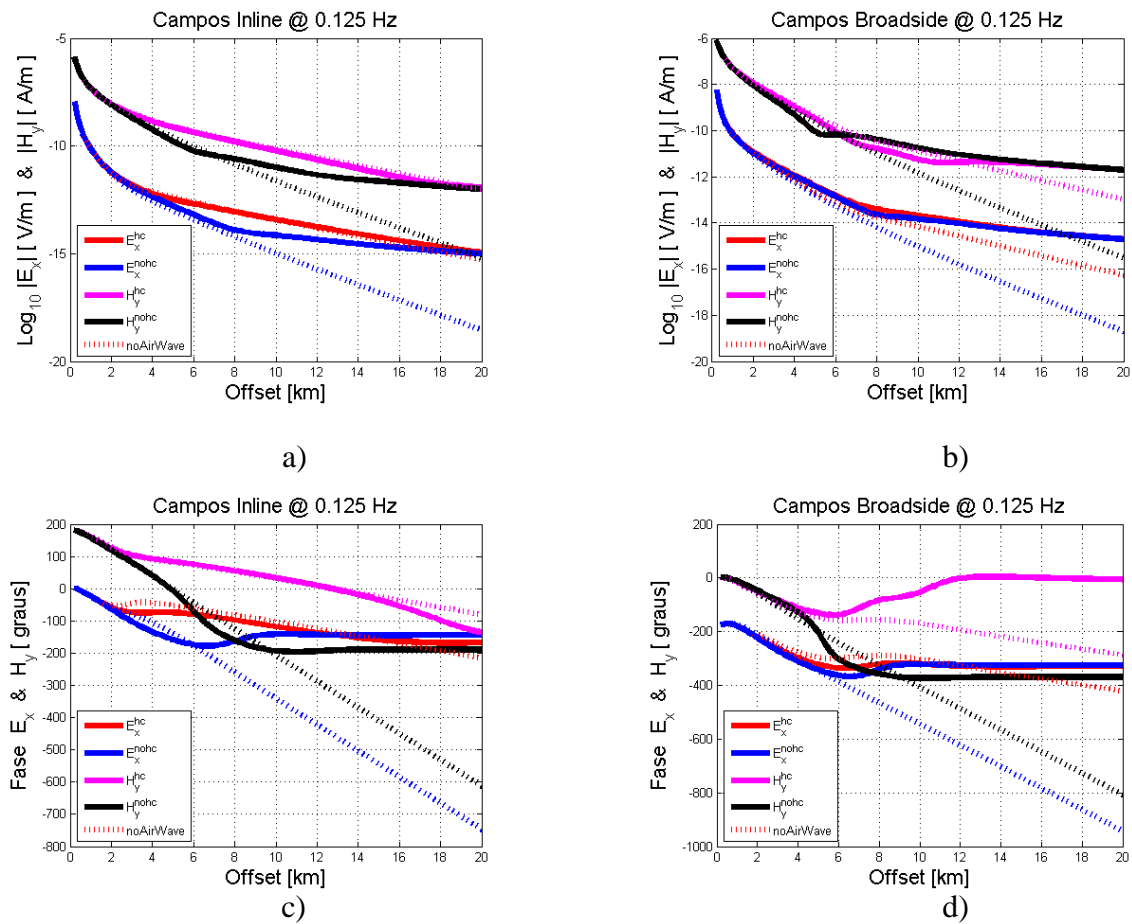 Campos Inline @ 0.125 Hz
Log10 |Ex| [ V/m ] & |Hy| [ A/m ]
-5
-10
-15
-20
0 2 4 6 8 10 12 14 16 18 20
Offset [km]
Ex^hc
Ex^nohc
Hy^hc
Hy^nohc
noAirWave
a)
Campos Broadside @ 0.125 Hz
Log10 |Ex| [ V/m ] & |Hy| [ A/m ]
-6
-8
-10
-12
-14
-16
-18
-20
0 2 4 6 8 10 12 14 16 18 20
Offset [km]
Ex^hc
Ex^nohc
Hy^hc
Hy^nohc
noAirWave
b)
Campos Inline @ 0.125 Hz
Fase Ex & Hy [ graus ]
200
100
0
-100
-200
-300
-400
-500
-600
-700
-800
0 2 4 6 8 10 12 14 16 18 20
Offset [km]
Ex^hc
Ex^nohc
Hy^hc
Hy^nohc
noAirWave
c)
Campos Broadside @ 0.125 Hz
Fase Ex & Hy [ graus ]
200
0
-200
-400
-600
-800
-1000
0 2 4 6 8 10 12 14 16 18 20
Offset [km]
Ex^hc
Ex^nohc
Hy^hc
Hy^nohc
noAirWave
d)